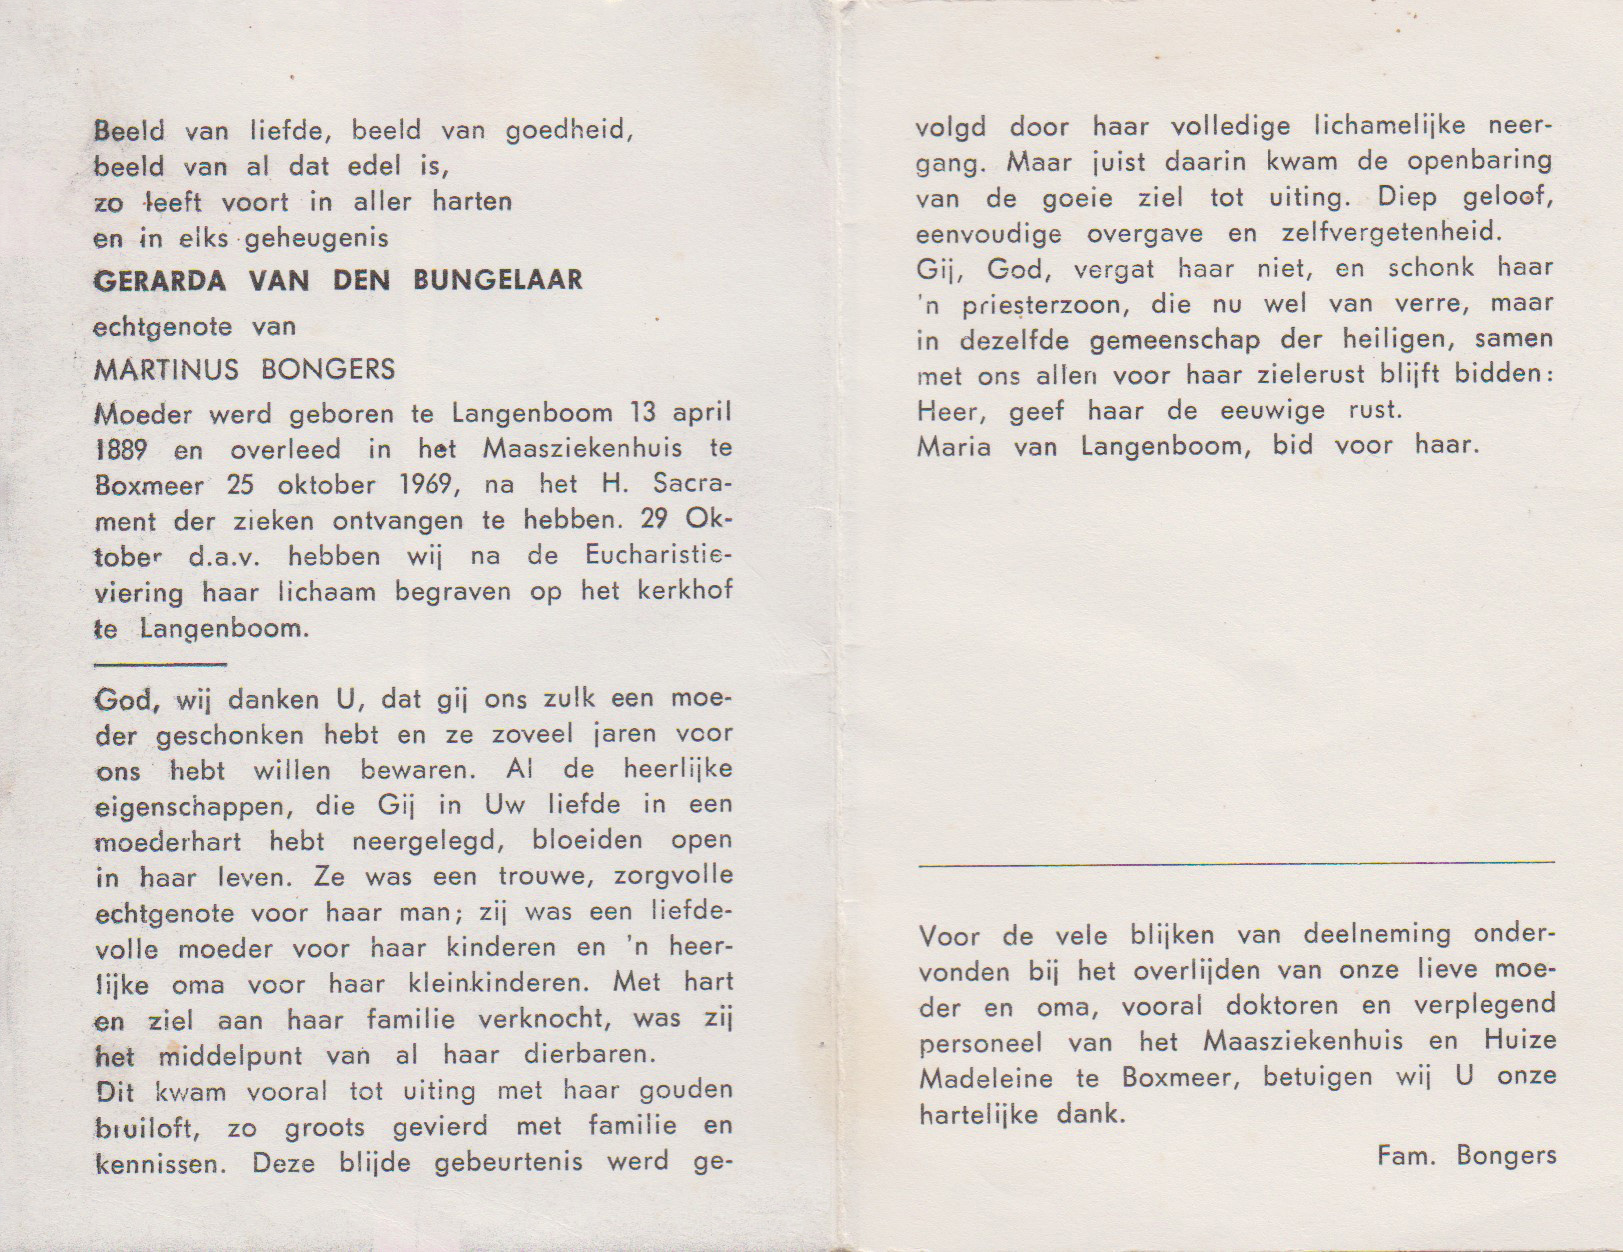 Beeld van liefde, beeld van goedheid,
beeld van al dat edel is,
zo leeft voort in aller harten
en in elks geheugenis
GERARDA VAN DEN BUNGELAAR
echtgenote van
MARTINUS BONGERS
Moeder werd geboren te Langenboom 13 april
1889 en overleed in het Maasziekenhuis te
Boxmeer 25 oktober 1969, na het H. Sacra-
ment der zieken ontvangen te hebben. 29 Ok-
tober d.a.v. hebben wij na de Eucharistie-
viering haar lichaam begraven op het kerkhof
te Langenboom.
God, wij danken U, dat gij ons zulk een moe-
der geschonken hebt en ze zoveel jaren voor
ons hebt willen bewaren. Al de heerlijke
eigenschappen, die Gij in Uw liefde in een
moederhart hebt neergelegd, bloeiden open
in haar leven. Ze was een trouwe, zorgvolle
echtgenote voor haar man; zij was een liefde-
volle moeder voor haar kinderen en 'n heer-
lijke oma voor haar kleinkinderen. Met hart
en ziel aan haar familie verknocht, was zij
het middelpunt van al haar dierbaren.
Dit kwam vooral tot uiting met haar gouden
bruiloft, zo groots gevierd met familie en
kennissen. Deze blijde gebeurtenis werd ge-
volgd door haar volledige lichamelijke neer-
gang. Maar juist daarin kwam de openbaring
van de goeie ziel tot uiting. Diep geloof,
eenvoudige overgave en zelfvergetenheid.
Gij, God, vergat haar niet, en schonk haar
'n priesterzoon, die nu wel van verre, maar
in dezelfde gemeenschap der heiligen, samen
met ons allen voor haar zielerust blijft bidden:
Heer, geef haar de eeuwige rust.
Maria van Langenboom, bid voor haar.
Voor de vele blijken van deelneming onder-
vonden bij het overlijden van onze lieve moe-
der en oma, vooral doktoren en verplegend
personeel van het Maasziekenhuis en Huize
Madeleine te Boxmeer, betuigen wij U onze
hartelijke dank.
Fam. Bongers